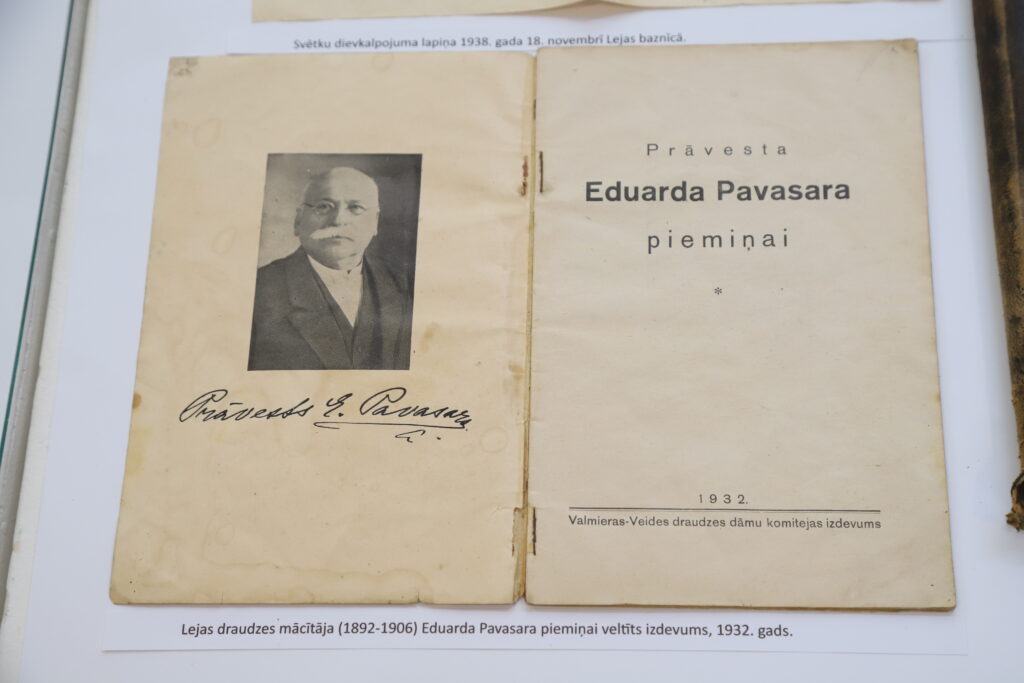 Svētku dievkalpojuma lapiņa 1938. gada 18. novembrī Lejas baznīcā.
Prāvests E. Pavasars
Prāvesta
Eduarda Pavasara
piemiņai
*
1932.
Valmieras-Veides draudzes dāmu komitejas izdevums
Lejas draudzes mācītāja (1892-1906) Eduarda Pavasara piemiņai veltīts izdevums, 1932. gads.